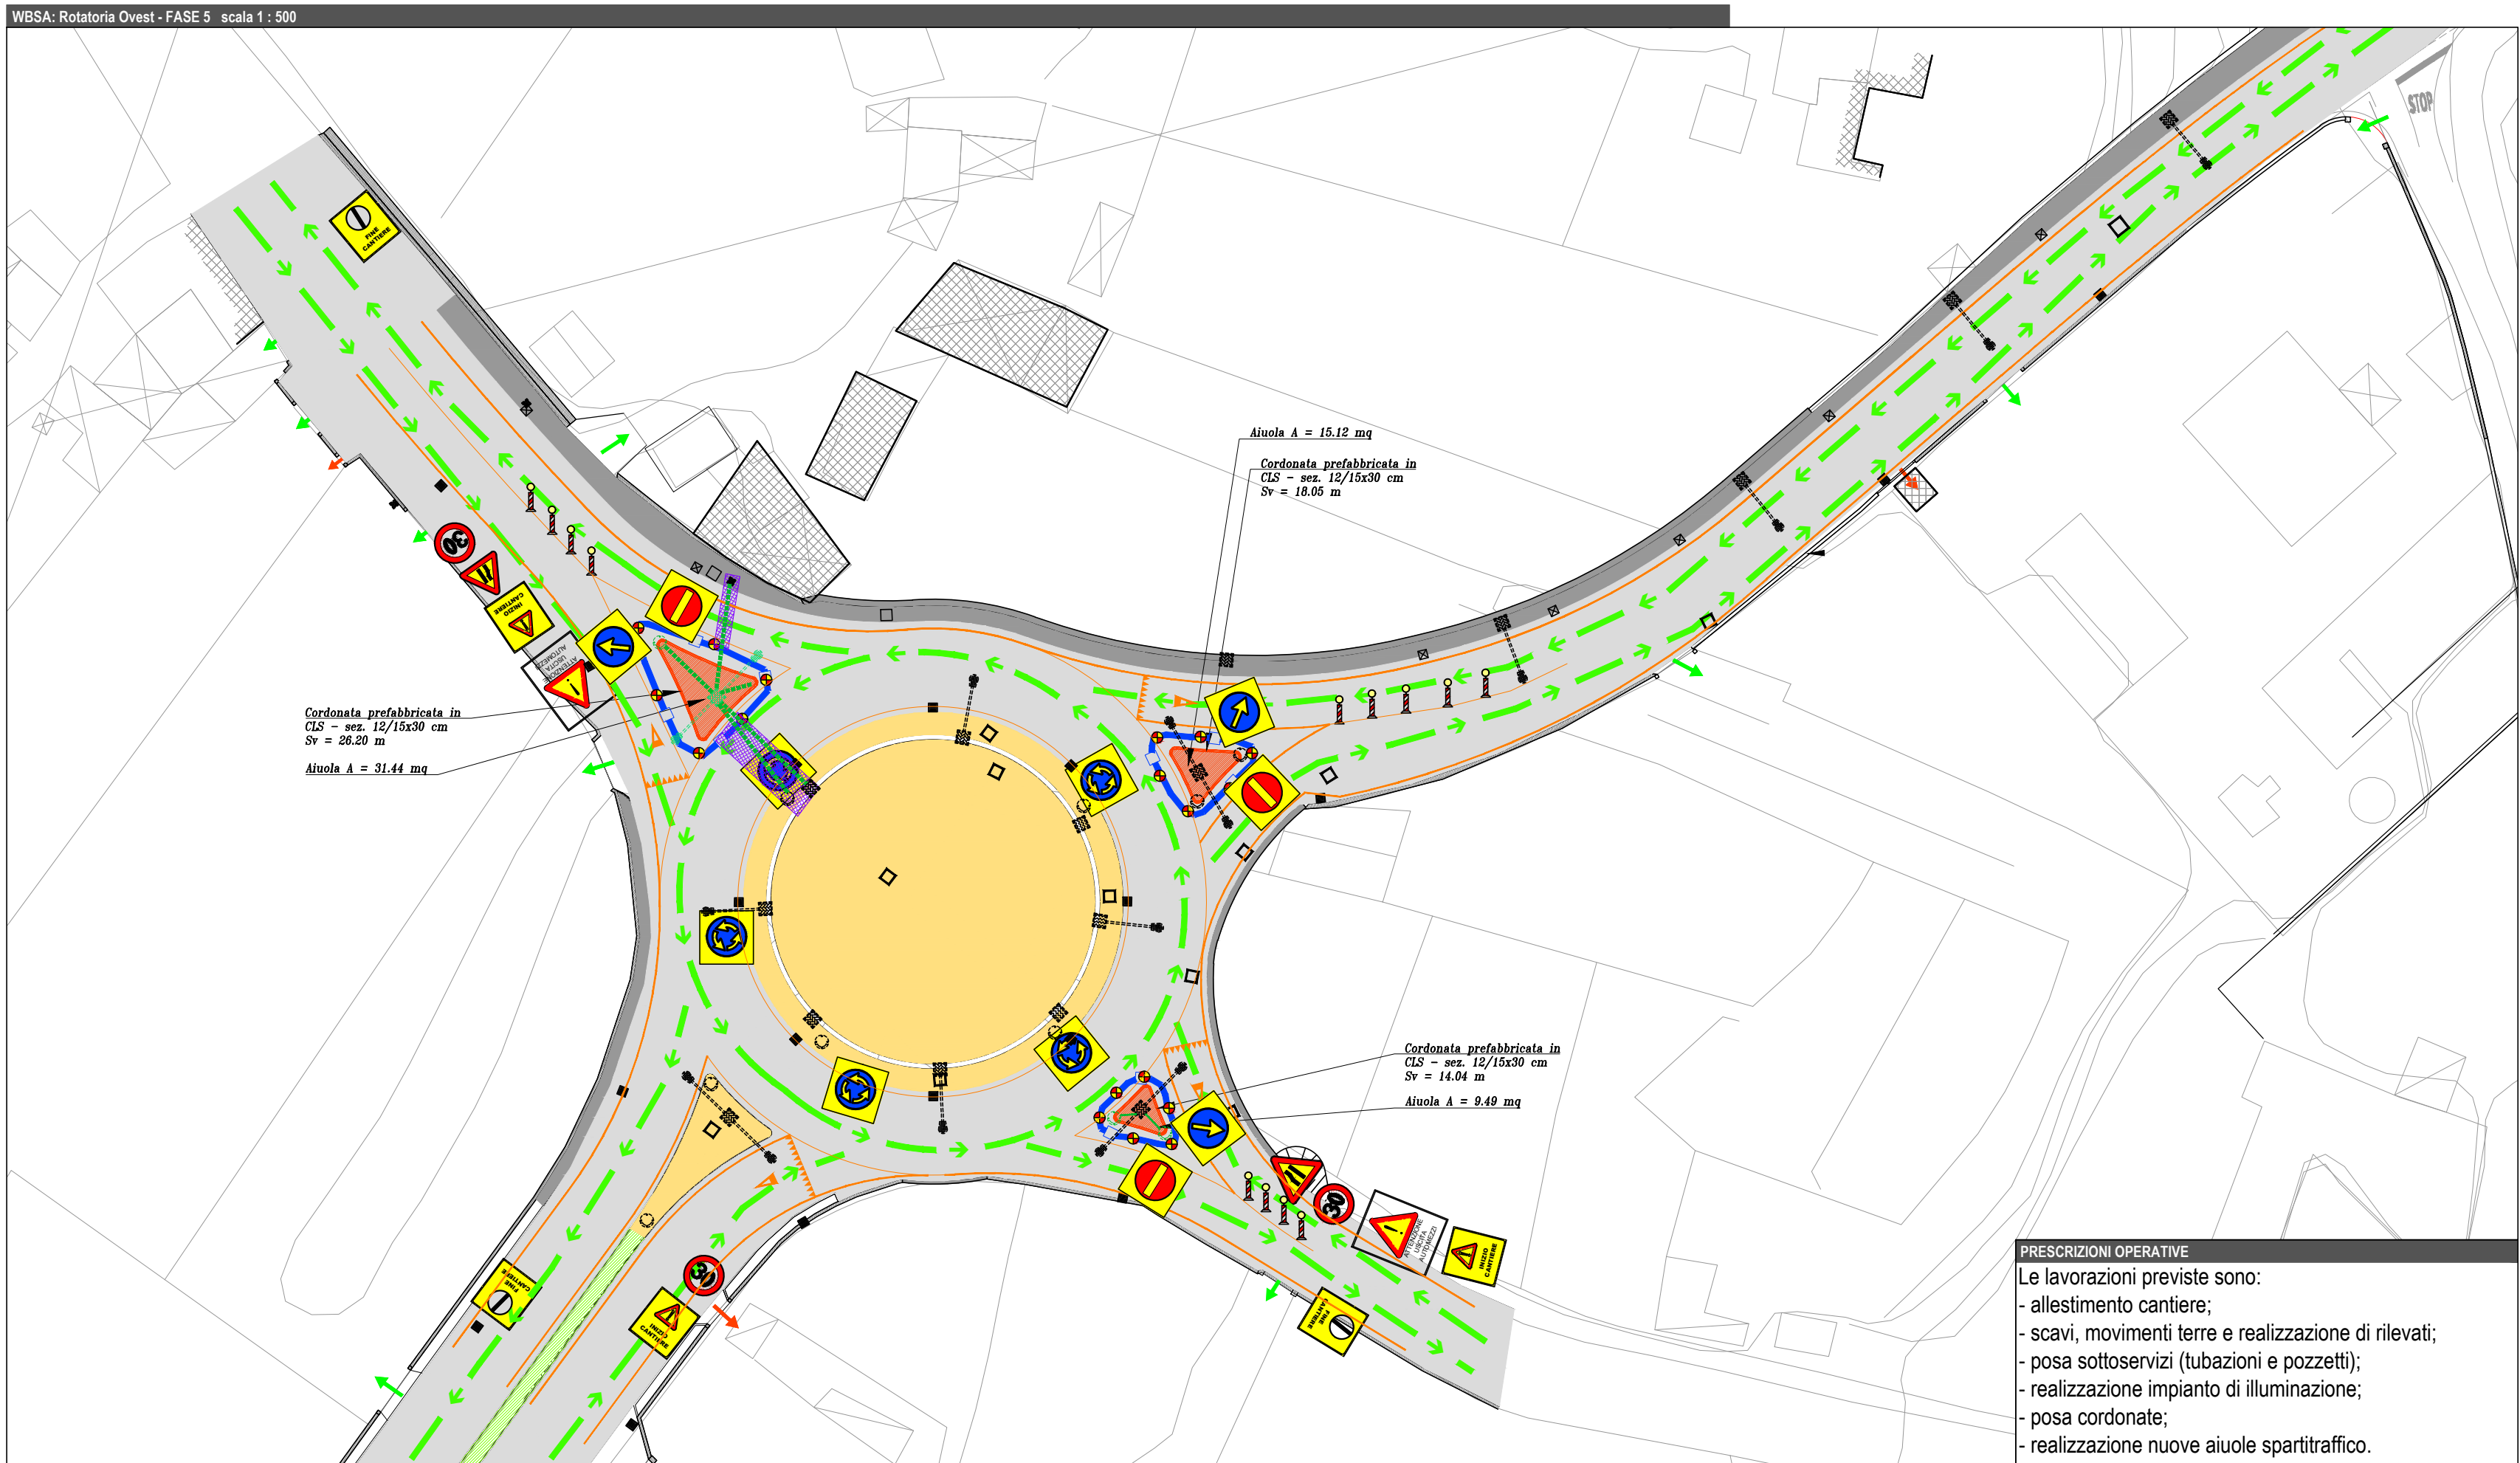 WBSA: Rotatoria Ovest - FASE 5 scala 1 : 500
STOP
FINE
CANTIERE
Aiuola A = 15.12 mq
Cordonata prefabbricata in
CLS - sez. 12/15x30 cm
Sv = 18.05 m
30
INIZIO
CANTIERE
ATTENZIONE
USCITA
AUTOMEZZI
Cordonata prefabbricata in
CLS - sez. 12/15x30 cm
Sv = 26.20 m
Aiuola A = 31.44 mq
Cordonata prefabbricata in
CLS - sez. 12/15x30 cm
Sv = 14.04 m
Aiuola A = 9.49 mq
30
ATTENZIONE
USCITA
AUTOMEZZI
INIZIO
CANTIERE
FINE
CANTIERE
30
INIZIO
CANTIERE
FINE
CANTIERE
PRESCRIZIONI OPERATIVE
Le lavorazioni previste sono:
- allestimento cantiere;
- scavi, movimenti terre e realizzazione di rilevati;
- posa sottoservizi (tubazioni e pozzetti);
- realizzazione impianto di illuminazione;
- posa cordonate;
- realizzazione nuove aiuole spartitraffico.